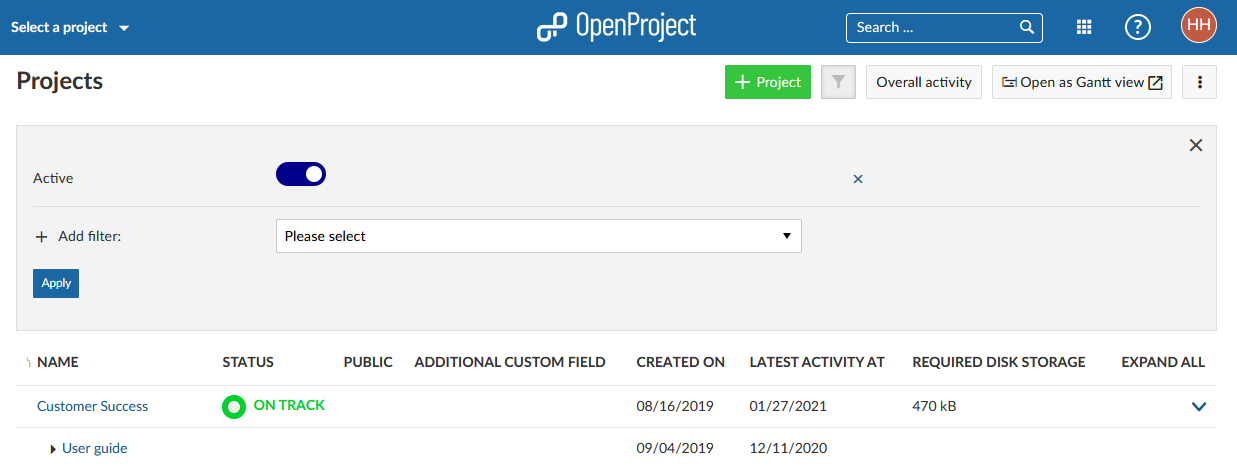 Select a project
OpenProject
Search ...
?
HH
Projects
+ Project
Overall activity
Open as Gantt view
Active
+ Add filter:
Please select
Apply
NAME STATUS PUBLIC ADDITIONAL CUSTOM FIELD CREATED ON LATEST ACTIVITY AT REQUIRED DISK STORAGE EXPAND ALL
Customer Success ON TRACK 08/16/2019 01/27/2021 470 kB
User guide 09/04/2019 12/11/2020